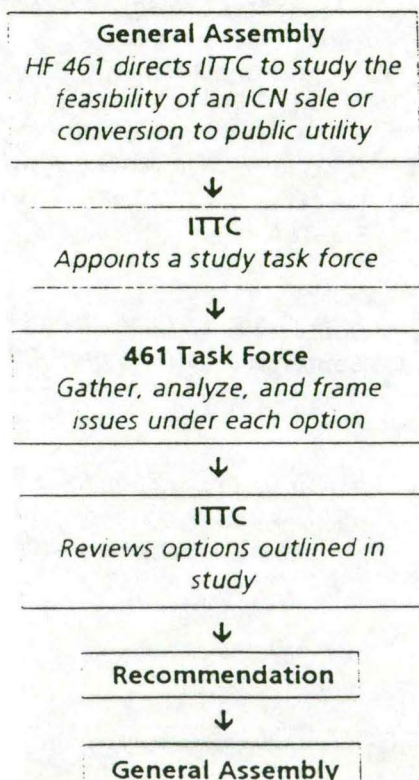 General Assembly
HF 461 directs ITTC to study the
feasibility of an ICN sale or
conversion to public utility
ITTC
Appoints a study task force
461 Task Force
Gather, analyze, and frame
issues under each option
ITTC
Reviews options outlined in
study
Recommendation
General Assembly